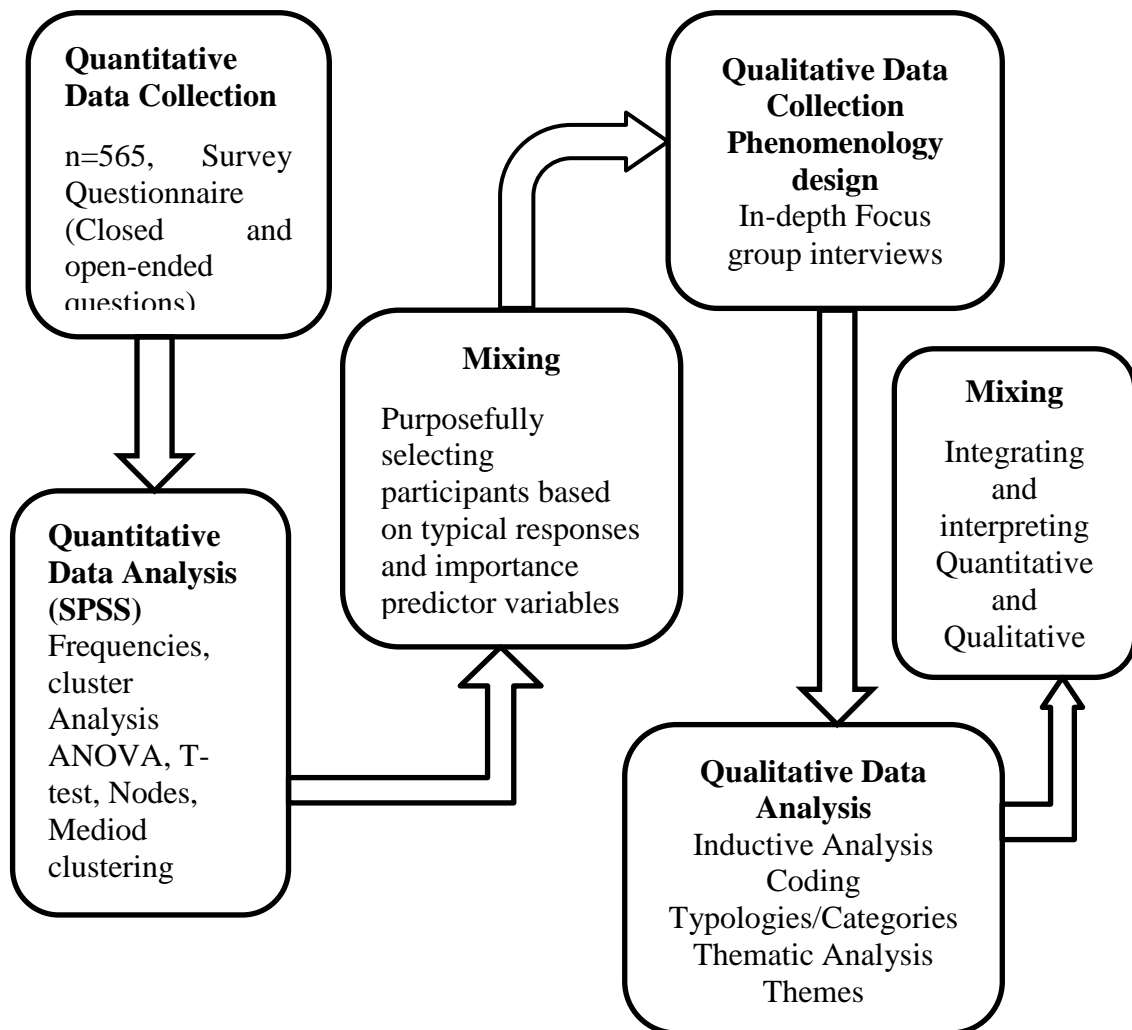 Quantitative
Data Collection
n=565, Survey
Questionnaire
(Closed and
open-ended
questions)
Quantitative
Data Analysis
(SPSS)
Frequencies,
cluster
Analysis
ANOVA, T-
test, Nodes,
Mediod
clustering
Mixing
Purposefully
selecting
participants based
on typical responses
and importance
predictor variables
Qualitative Data
Collection
Phenomenology
design
In-depth Focus
group interviews
Qualitative Data
Analysis
Inductive Analysis
Coding
Typologies/Categories
Thematic Analysis
Themes
Mixing
Integrating
and
interpreting
Quantitative
and
Qualitative